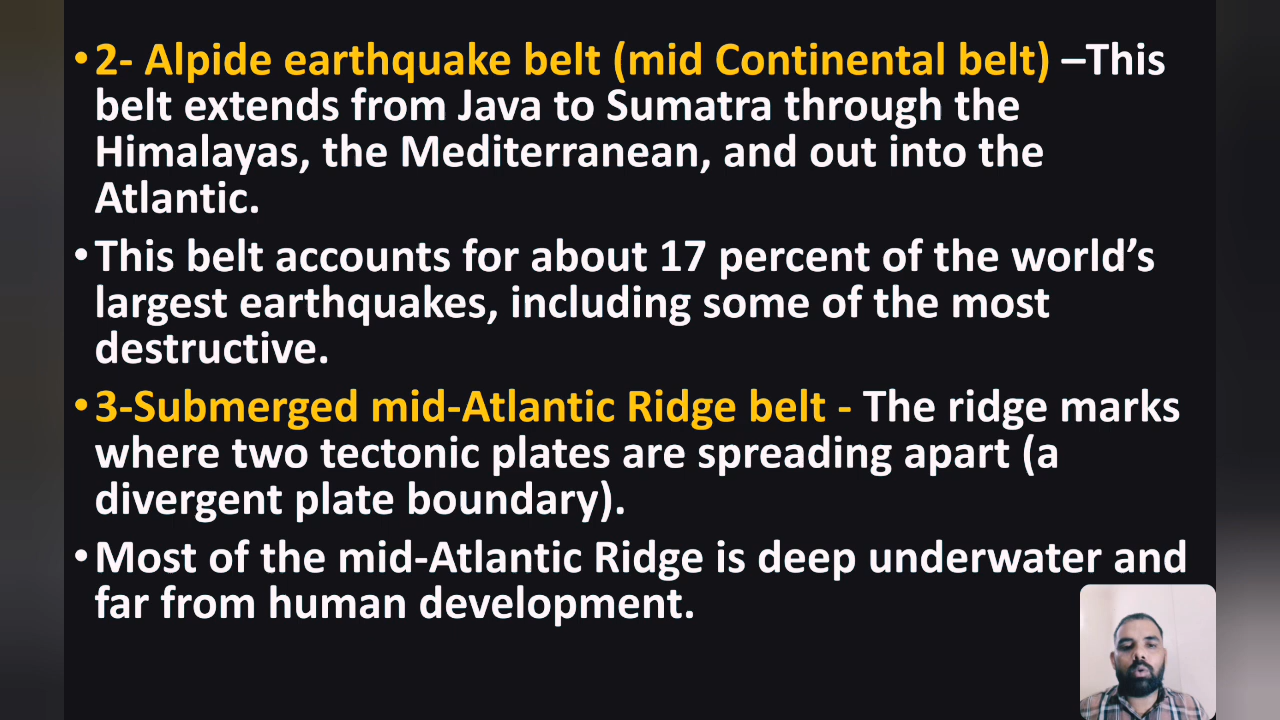 • 2- Alpide earthquake belt (mid Continental belt) –This
belt extends from Java to Sumatra through the
Himalayas, the Mediterranean, and out into the
Atlantic.
• This belt accounts for about 17 percent of the world’s
largest earthquakes, including some of the most
destructive.
• 3-Submerged mid-Atlantic Ridge belt - The ridge marks
where two tectonic plates are spreading apart (a
divergent plate boundary).
• Most of the mid-Atlantic Ridge is deep underwater and
far from human development.